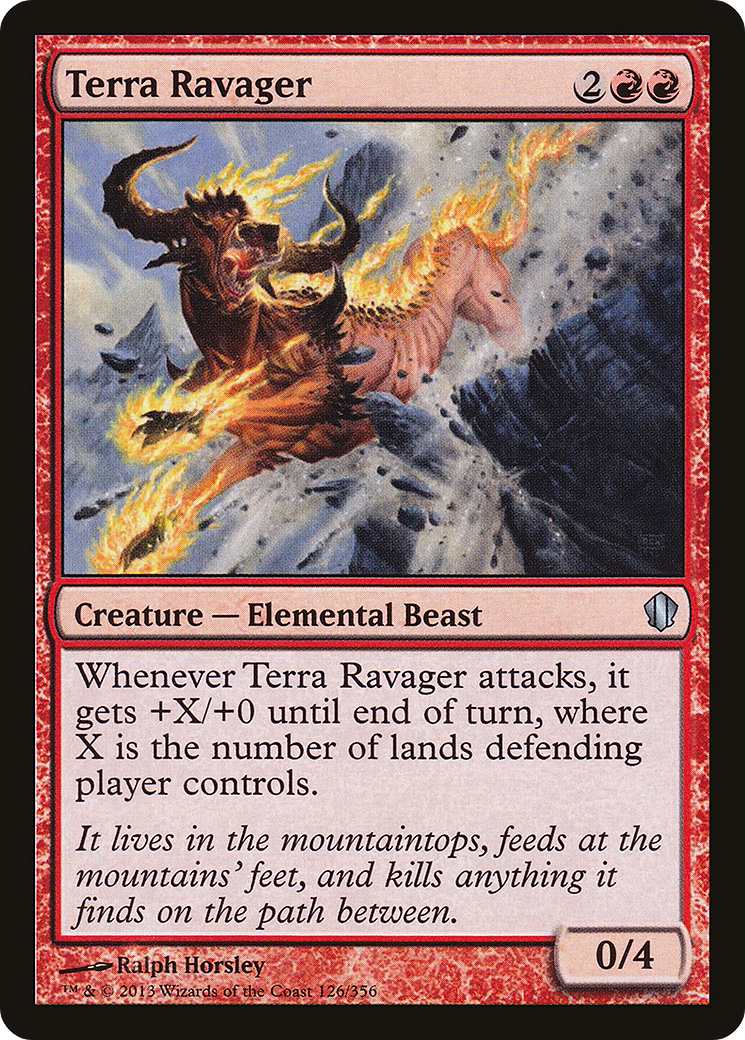 Terra Ravager 2
Creature — Elemental Beast
Whenever Terra Ravager attacks, it
gets +X/+0 until end of turn, where
X is the number of lands defending
player controls.
It lives in the mountaintops, feeds at the
mountains’ feet, and kills anything it
finds on the path between.
0/4
Ralph Horsley
™ & © 2013 Wizards of the Coast 126/356